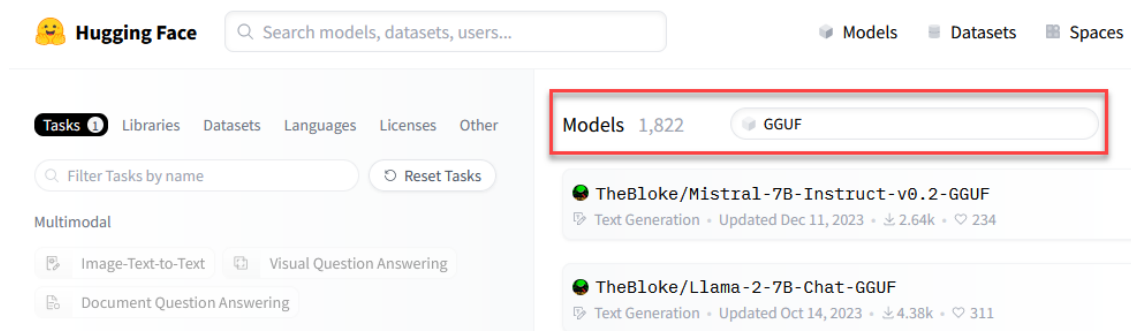 Hugging Face
Search models, datasets, users...
Models
Datasets
Spaces
Tasks 1
Libraries
Datasets
Languages
Licenses
Other
Filter Tasks by name
Reset Tasks
Multimodal
Image-Text-to-Text
Visual Question Answering
Document Question Answering
Models 1,822
GGUF
TheBloke/Mistral-7B-Instruct-v0.2-GGUF
Text Generation • Updated Dec 11, 2023 • 2.64k • 234
TheBloke/Llama-2-7B-Chat-GGUF
Text Generation • Updated Oct 14, 2023 • 4.38k • 311